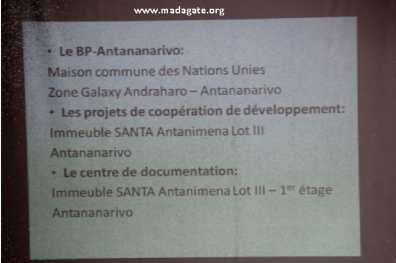 www.madagate.org
• Le BP-Antananarivo:
Maison commune des Nations Unies
Zone Galaxy Andraharo – Antananarivo
• Les projets de coopération de développement:
Immeuble SANTA Antanimena Lot III
Antananarivo
• Le centre de documentation:
Immeuble SANTA Antanimena Lot III – 1er étage
Antananarivo